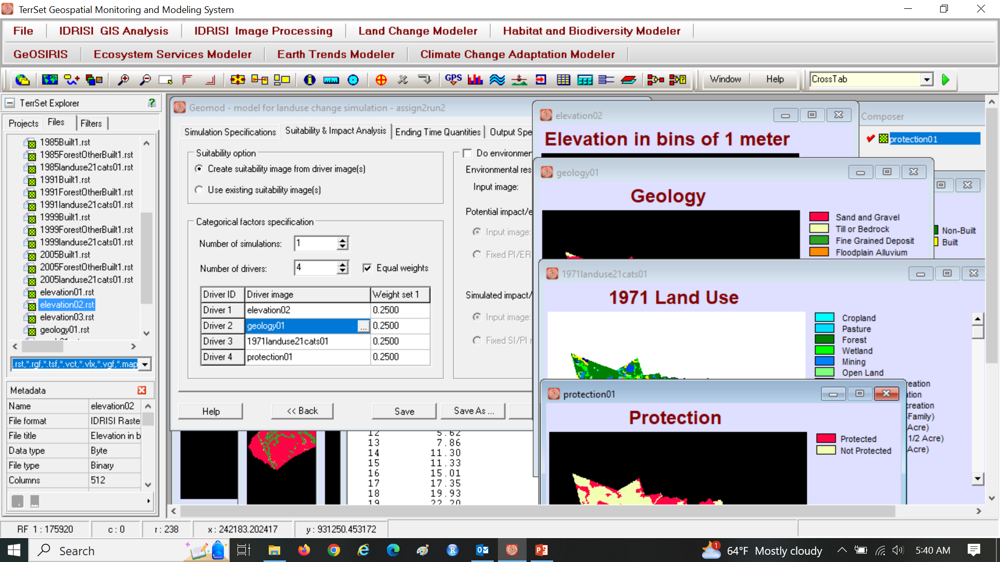 TerrSet Geospatial Monitoring and Modeling System
File
IDRISI GIS Analysis
IDRISI Image Processing
Land Change Modeler
Habitat and Biodiversity Modeler
GeOSIRIS
Ecosystem Services Modeler
Earth Trends Modeler
Climate Change Adaptation Modeler
GPS
Window
Help
CrossTab
TerrSet Explorer
?
Projects
Files
Filters
1985Built1.rst
1985ForestOtherBuilt1.rst
1985landuse21cats01.rst
1991Built1.rst
1991ForestOtherBuilt1.rst
1991landuse21cats01.rst
1999Built1.rst
1999ForestOtherBuilt1.rst
1999landuse21cats01.rst
2005Built1.rst
2005ForestOtherBuilt1.rst
2005landuse21cats01.rst
elevation01.rst
elevation02.rst
elevation03.rst
geology01.rst
.rst,*.rgf,*.tsf,*.vct,*.vlx,*.vgf,*.map
Metadata
Name elevation02
File format IDRISI Raste
File title Elevation in b
Data type Byte
File type Binary
Columns 512
Geomod - model for landuse change simulation - assign2run2
Simulation Specifications
Suitability & Impact Analysis
Ending Time Quantities
Output Spe
Suitability option
Create suitability image from driver image(s)
Use existing suitability image(s)
Categorical factors specification
Number of simulations: 1
Number of drivers: 4
Equal weights
Driver ID Driver image Weight set 1
Driver 1 elevation02 0.2500
Driver 2 geology01 ... 0.2500
Driver 3 1971landuse21cats01 0.2500
Driver 4 protection01 0.2500
Do environmen
Environmental res
Input image:
Potential impact/e
Input image:
Fixed PI/ER
Simulated impact/
Input image:
Fixed SI/PI r
Help
<< Back
Save
Save As ...
12 5.62
13 7.86
14 11.30
15 11.33
16 15.01
17 17.35
18 19.93
19 22.20
elevation02
Elevation in bins of 1 meter
Composer
protection01
geology01
Geology
Sand and Gravel
Till or Bedrock
Fine Grained Deposit
Floodplain Alluvium
Non-Built
Built
1971landuse21cats01
1971 Land Use
Cropland
Pasture
Forest
Wetland
Mining
Open Land
reation
ation
creation
-Family)
Acre)
1/2 Acre)
Acre)
protection01
Protection
Protected
Not Protected
RF 1 : 175920
c : 0
r : 238
x : 242183.202417
y : 931250.453172
Search
1
64°F Mostly cloudy
5:40 AM